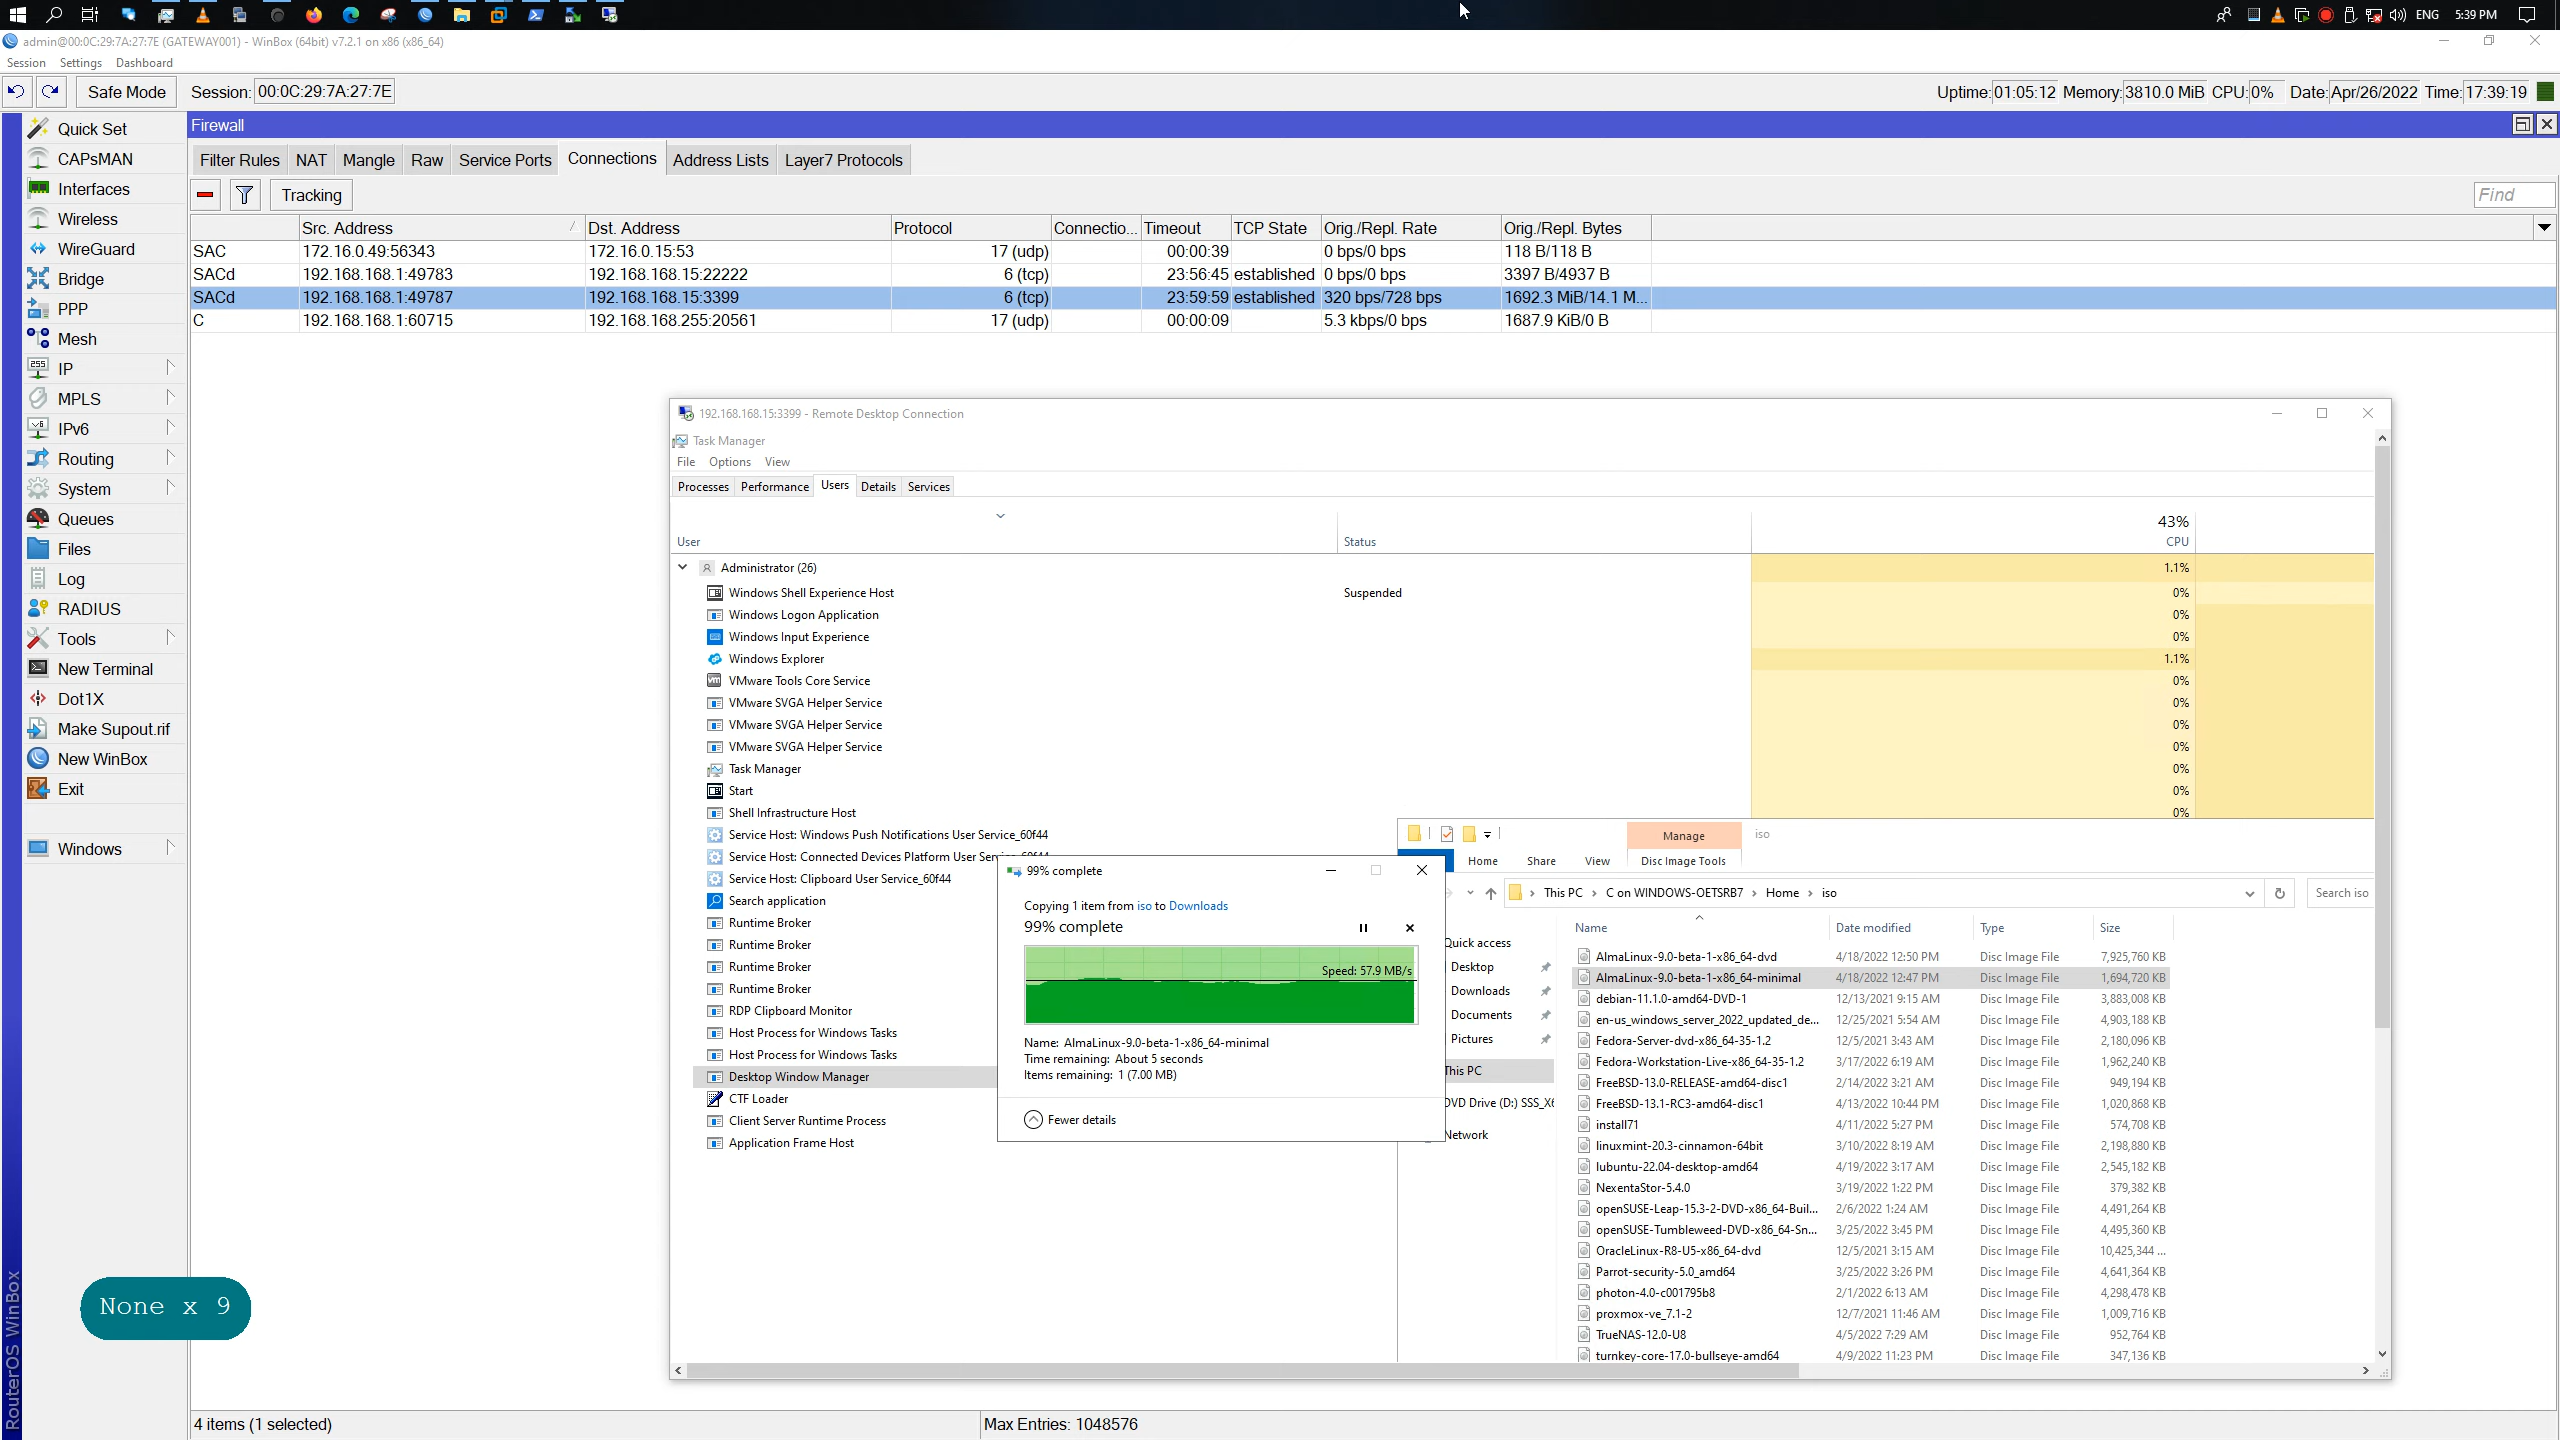 ENG
5:39 PM
admin@00:0C:29:7A:27:7E (GATEWAY001) - WinBox (64bit) v7.2.1 on x86 (x86_64)
Session Settings Dashboard
Safe Mode
Session: 00:0C:29:7A:27:7E
Uptime: 01:05:12 Memory: 3810.0 MiB CPU: 0% Date: Apr/26/2022 Time: 17:39:19
Quick Set
CAPsMAN
Interfaces
Wireless
WireGuard
Bridge
PPP
Mesh
IP
MPLS
IPv6
Routing
System
Queues
Files
Log
RADIUS
Tools
New Terminal
Dot1X
Make Supout.rif
New WinBox
Exit
Windows
RouterOS WinBox
Firewall
Filter Rules NAT Mangle Raw Service Ports Connections Address Lists Layer7 Protocols
Tracking
Find
Src. Address Dst. Address Protocol Connectio... Timeout TCP State Orig./Repl. Rate Orig./Repl. Bytes
SAC 172.16.0.49:56343 172.16.0.15:53 17 (udp) 00:00:39 0 bps/0 bps 118 B/118 B
SACd 192.168.168.1:49783 192.168.168.15:22222 6 (tcp) 23:56:45 established 0 bps/0 bps 3397 B/4937 B
SACd 192.168.168.1:49787 192.168.168.15:3399 6 (tcp) 23:59:59 established 320 bps/728 bps 1692.3 MiB/14.1 M...
C 192.168.168.1:60715 192.168.168.255:20561 17 (udp) 00:00:09 5.3 kbps/0 bps 1687.9 KiB/0 B
192.168.168.15:3399 - Remote Desktop Connection
Task Manager
File Options View
Processes Performance Users Details Services
43%
User Status CPU
Administrator (26) 1.1%
Windows Shell Experience Host Suspended 0%
Windows Logon Application 0%
Windows Input Experience 0%
Windows Explorer 1.1%
VMware Tools Core Service 0%
VMware SVGA Helper Service 0%
VMware SVGA Helper Service 0%
VMware SVGA Helper Service 0%
Task Manager 0%
Start 0%
Shell Infrastructure Host 0%
Service Host: Windows Push Notifications User Service_60f44
Service Host: Connected Devices Platform User Service_60f44
Service Host: Clipboard User Service_60f44
Search application
Runtime Broker
Runtime Broker
Runtime Broker
Runtime Broker
RDP Clipboard Monitor
Host Process for Windows Tasks
Host Process for Windows Tasks
Desktop Window Manager
CTF Loader
Client Server Runtime Process
Application Frame Host
99% complete
Copying 1 item from iso to Downloads
99% complete
Speed: 57.9 MB/s
Name: AlmaLinux-9.0-beta-1-x86_64-minimal
Time remaining: About 5 seconds
Items remaining: 1 (7.00 MB)
Fewer details
Manage iso
Home Share View Disc Image Tools
This PC C on WINDOWS-OETSRB7 Home iso
Search iso
Quick access
Desktop
Downloads
Documents
Pictures
This PC
DVD Drive (D:) SSS_X6
Network
Name Date modified Type Size
AlmaLinux-9.0-beta-1-x86_64-dvd 4/18/2022 12:50 PM Disc Image File 7,925,760 KB
AlmaLinux-9.0-beta-1-x86_64-minimal 4/18/2022 12:47 PM Disc Image File 1,694,720 KB
debian-11.1.0-amd64-DVD-1 12/13/2021 9:15 AM Disc Image File 3,883,008 KB
en-us_windows_server_2022_updated_de... 12/25/2021 5:54 AM Disc Image File 4,903,188 KB
Fedora-Server-dvd-x86_64-35-1.2 12/5/2021 3:43 AM Disc Image File 2,180,096 KB
Fedora-Workstation-Live-x86_64-35-1.2 3/17/2022 6:19 AM Disc Image File 1,962,240 KB
FreeBSD-13.0-RELEASE-amd64-disc1 2/14/2022 3:21 AM Disc Image File 949,194 KB
FreeBSD-13.1-RC3-amd64-disc1 4/13/2022 10:44 PM Disc Image File 1,020,868 KB
install71 4/11/2022 5:27 PM Disc Image File 574,708 KB
linuxmint-20.3-cinnamon-64bit 3/10/2022 8:19 AM Disc Image File 2,198,880 KB
lubuntu-22.04-desktop-amd64 4/19/2022 3:17 AM Disc Image File 2,545,182 KB
NexentaStor-5.4.0 3/19/2022 1:22 PM Disc Image File 379,382 KB
openSUSE-Leap-15.3-2-DVD-x86_64-Buil... 2/6/2022 1:24 AM Disc Image File 4,491,264 KB
openSUSE-Tumbleweed-DVD-x86_64-Sn... 3/25/2022 3:45 PM Disc Image File 4,495,360 KB
OracleLinux-R8-U5-x86_64-dvd 12/5/2021 3:15 AM Disc Image File 10,425,344 ...
Parrot-security-5.0_amd64 3/25/2022 3:26 PM Disc Image File 4,641,364 KB
photon-4.0-c001795b8 2/1/2022 6:13 AM Disc Image File 4,298,478 KB
proxmox-ve_7.1-2 12/7/2021 11:46 AM Disc Image File 1,009,716 KB
TrueNAS-12.0-U8 4/5/2022 7:29 AM Disc Image File 952,764 KB
turnkey-core-17.0-bullseye-amd64 4/9/2022 11:23 PM Disc Image File 347,136 KB
None x 9
4 items (1 selected)
Max Entries: 1048576